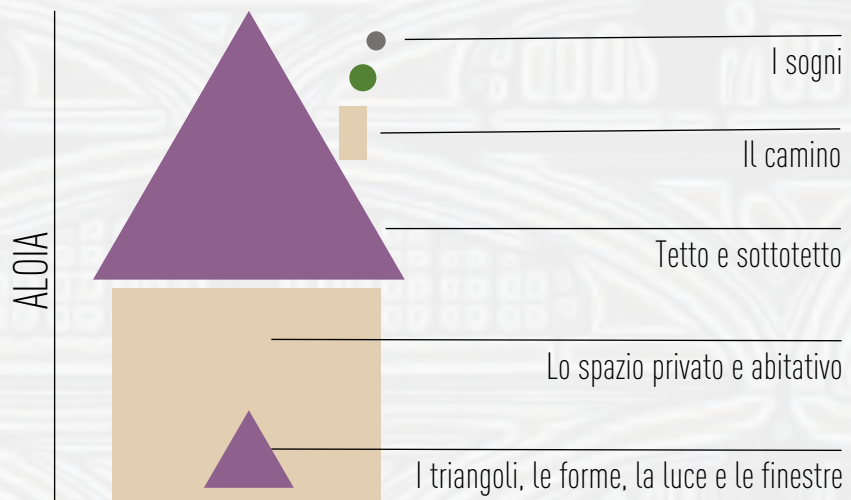 I sogni
Il camino
ALOIA
Tetto e sottotetto
Lo spazio privato e abitativo
I triangoli, le forme, la luce e le finestre